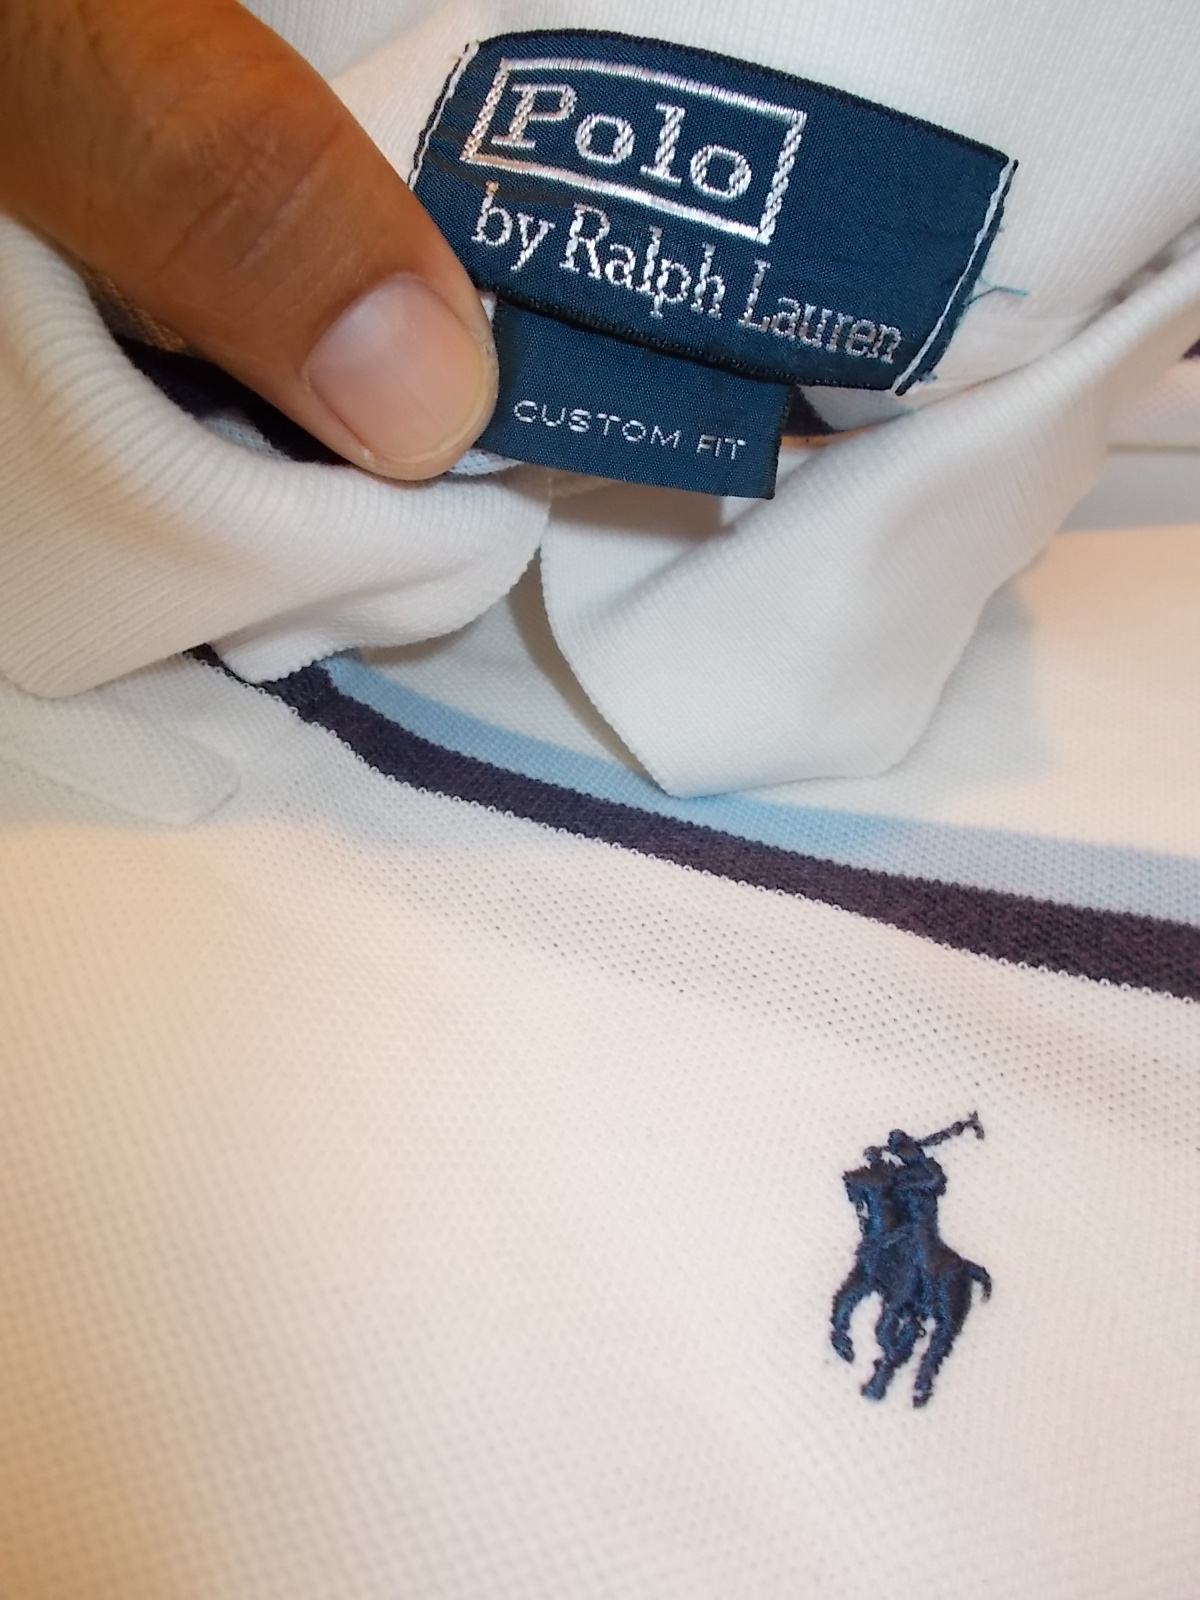 Polo
by Ralph Lauren
CUSTOM FIT